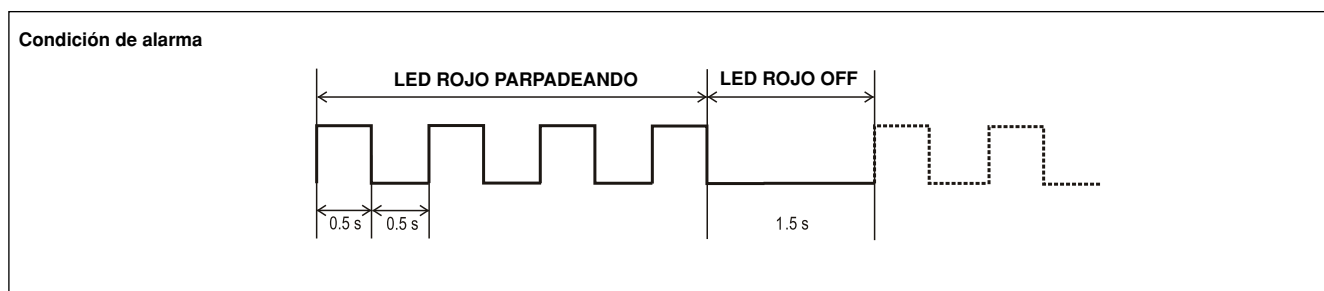 Condición de alarma
LED ROJO PARPADEANDO
LED ROJO OFF
0.5 s
0.5 s
1.5 s